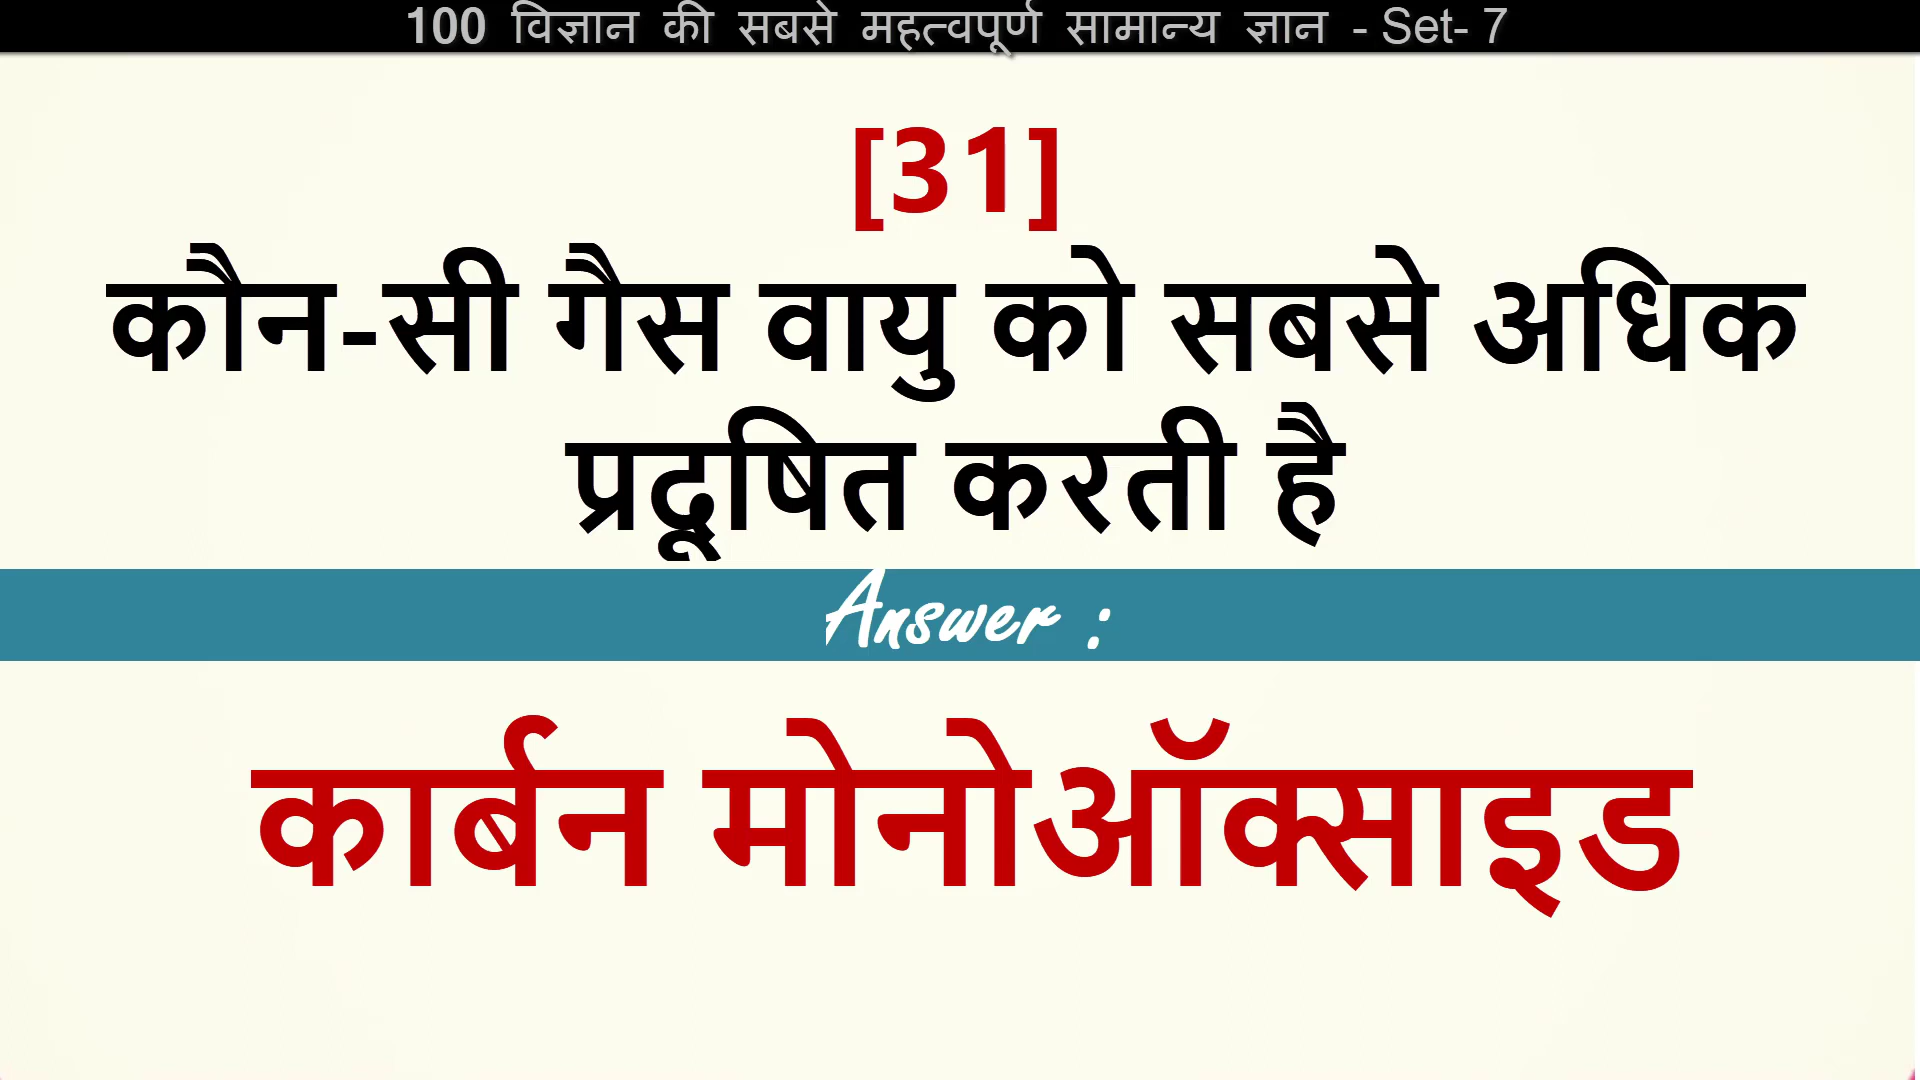 100 विज्ञान की सबसे महत्वपूर्ण सामान्य ज्ञान - Set- 7
[31]
कौन-सी गैस वायु को सबसे अधिक
प्रदूषित करती है
Answer :
कार्बन मोनोऑक्साइड